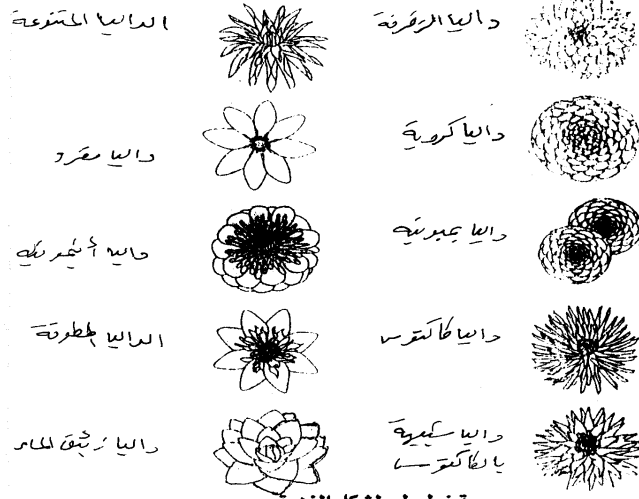 داليا المزخرفة
الداليا المتنوعة
داليا كروية
داليا مفرد
داليا بمبونية
داليا أنيمونية
داليا كاكتوس
الداليا المطوقة
داليا شبيهة
بالكاكتوس
داليا زنبق الماء